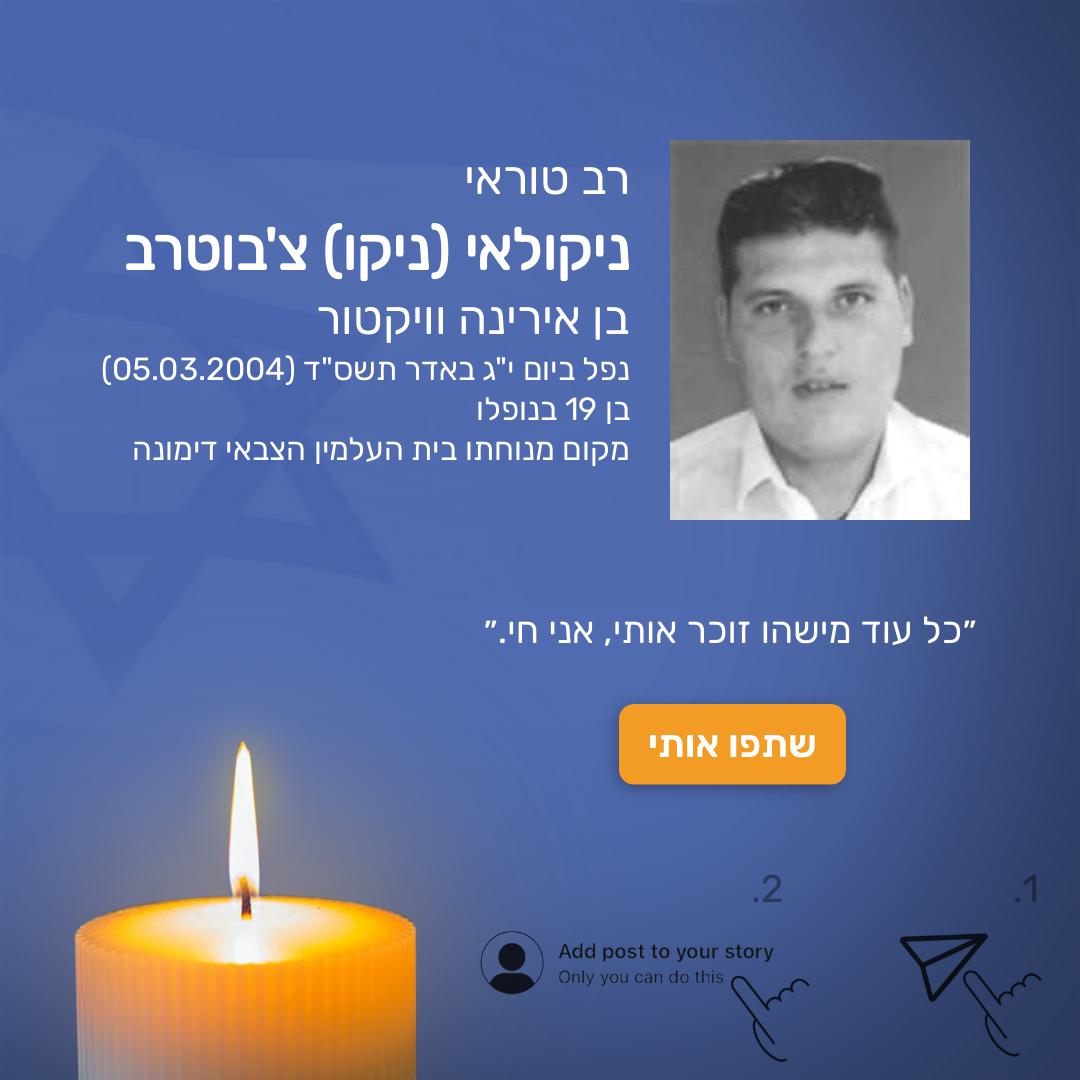 רב טוראי
ניקולאי (ניקו) צ'בוטרב
בן אירינה וויקטור
נפל ביום י"ג באדר תשס"ד (05.03.2004)
בן 19 בנופלו
מקום מנוחתו בית העלמין הצבאי דימונה
״כל עוד מישהו זוכר אותי, אני חי.״
שתפו אותי
.1
.2
Add post to your story
Only you can do this